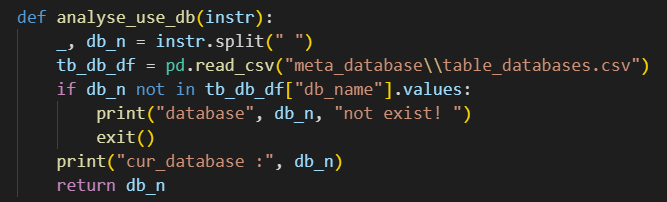 def analyse_use_db(instr):
    _, db_n = instr.split(" ")
    tb_db_df = pd.read_csv("meta_database\\table_databases.csv")
    if db_n not in tb_db_df["db_name"].values:
        print("database", db_n, "not exist! ")
        exit()
    print("cur_database :", db_n)
    return db_n